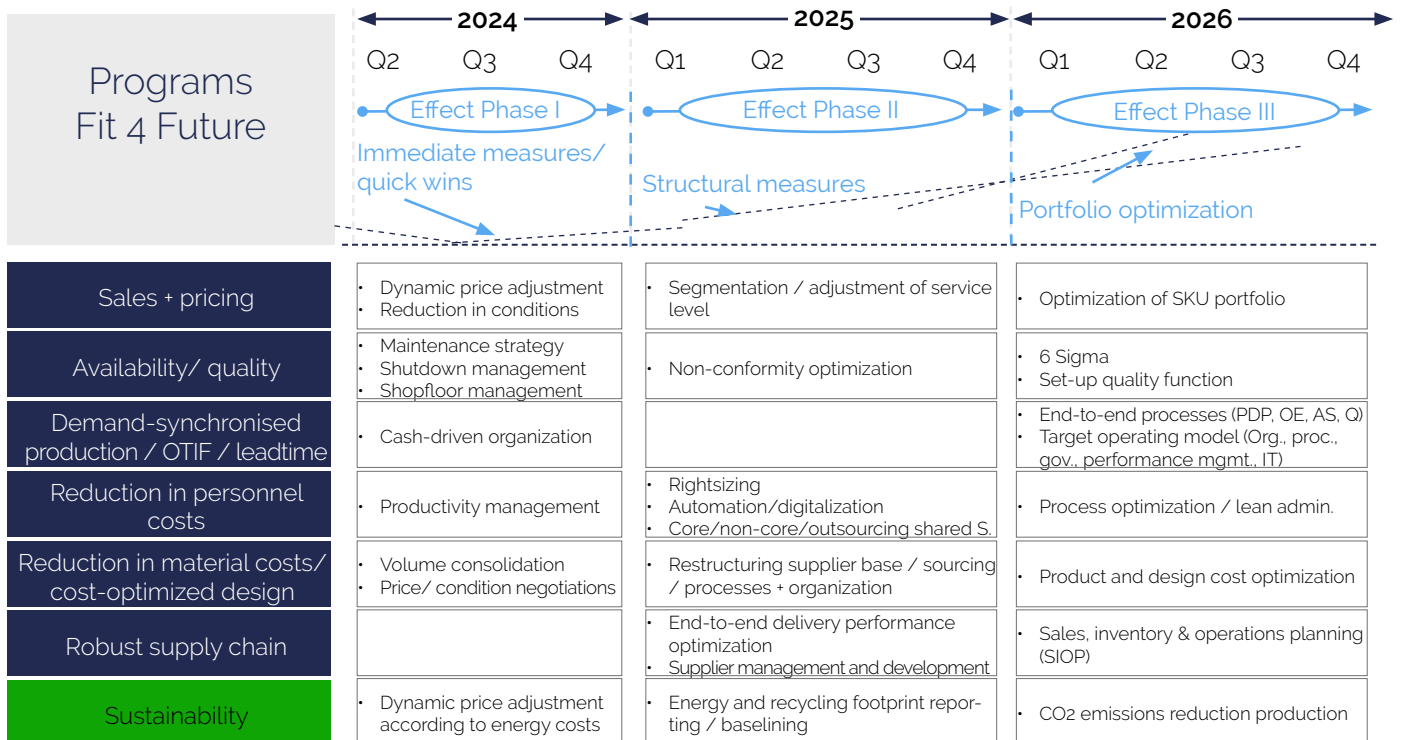 Programs
Fit 4 Future
2024
2025
2026
Q2 Q3 Q4 Q1 Q2 Q3 Q4 Q1 Q2 Q3 Q4
Effect Phase I
Effect Phase II
Effect Phase III
Immediate measures/
quick wins
Structural measures
Portfolio optimization
Sales + pricing
• Dynamic price adjustment
• Reduction in conditions
• Segmentation / adjustment of service
level
• Optimization of SKU portfolio
Availability/ quality
• Maintenance strategy
• Shutdown management
• Shopfloor management
• Non-conformity optimization
• 6 Sigma
• Set-up quality function
Demand-synchronised
production / OTIF / leadtime
• Cash-driven organization
• End-to-end processes (PDP, OE, AS, Q)
• Target operating model (Org., proc.,
gov., performance mgmt., IT)
Reduction in personnel
costs
• Productivity management
• Rightsizing
• Automation/digitalization
• Core/non-core/outsourcing shared S.
• Process optimization / lean admin.
Reduction in material costs/
cost-optimized design
• Volume consolidation
• Price/ condition negotiations
• Restructuring supplier base / sourcing
/ processes + organization
• Product and design cost optimization
Robust supply chain
• End-to-end delivery performance
optimization
• Supplier management and development
• Sales, inventory & operations planning
(SIOP)
Sustainability
• Dynamic price adjustment
according to energy costs
• Energy and recycling footprint repor-
ting / baselining
• CO2 emissions reduction production